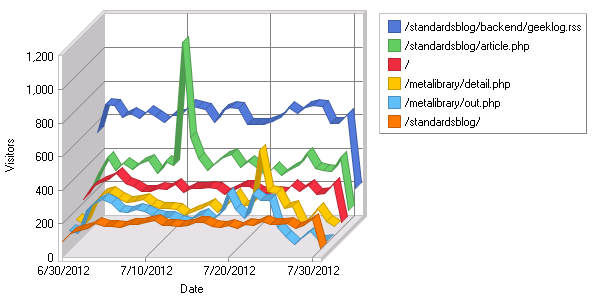 /standardsblog/backend/geeklog.rss
/standardsblog/article.php
/
/metalibrary/detail.php
/metalibrary/out.php
/standardsblog/
1,200
1,000
800
600
400
200
0
Visitors
6/30/2012 7/10/2012 7/20/2012 7/30/2012
Date